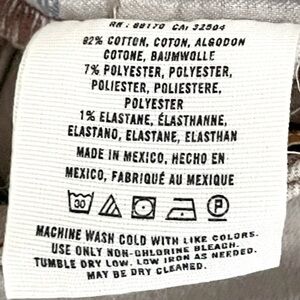 RN: 88170 CA: 32504
92% COTTON, COTON, ALGODON
COTONE, BAUMWOLLE
7% POLYESTER, POLYESTER,
POLIESTER, POLIESTERE,
POLYESTER
1% ELASTANE, ÉLASTHANNE,
ELASTANO, ELASTANE, ELASTHAN
MADE IN MEXICO, HECHO EN
MEXICO, FABRIQUÉ AU MEXIQUE
30 P
MACHINE WASH COLD WITH LIKE COLORS.
USE ONLY NON-CHLORINE BLEACH.
TUMBLE DRY LOW. LOW IRON AS NEEDED.
MAY BE DRY CLEANED.